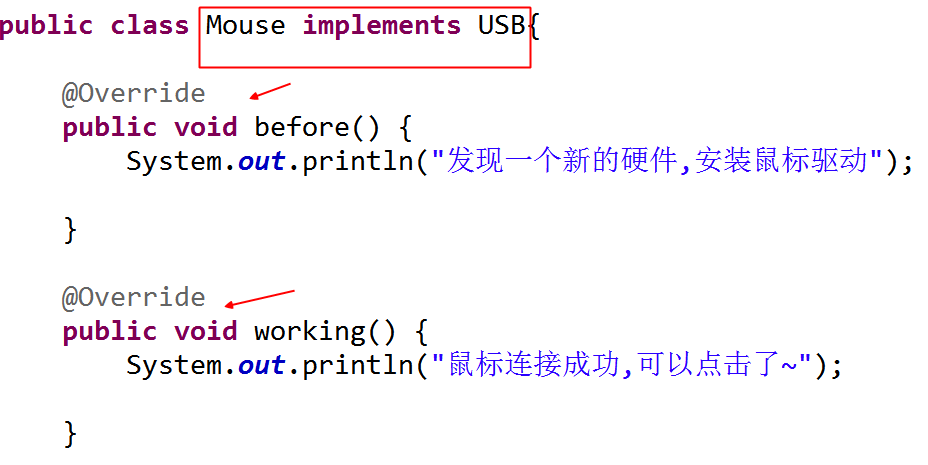 public class Mouse implements USB{
@Override
public void before() {
System.out.println("发现一个新的硬件,安装鼠标驱动");
}
@Override
public void working() {
System.out.println("鼠标连接成功,可以点击了~");
}